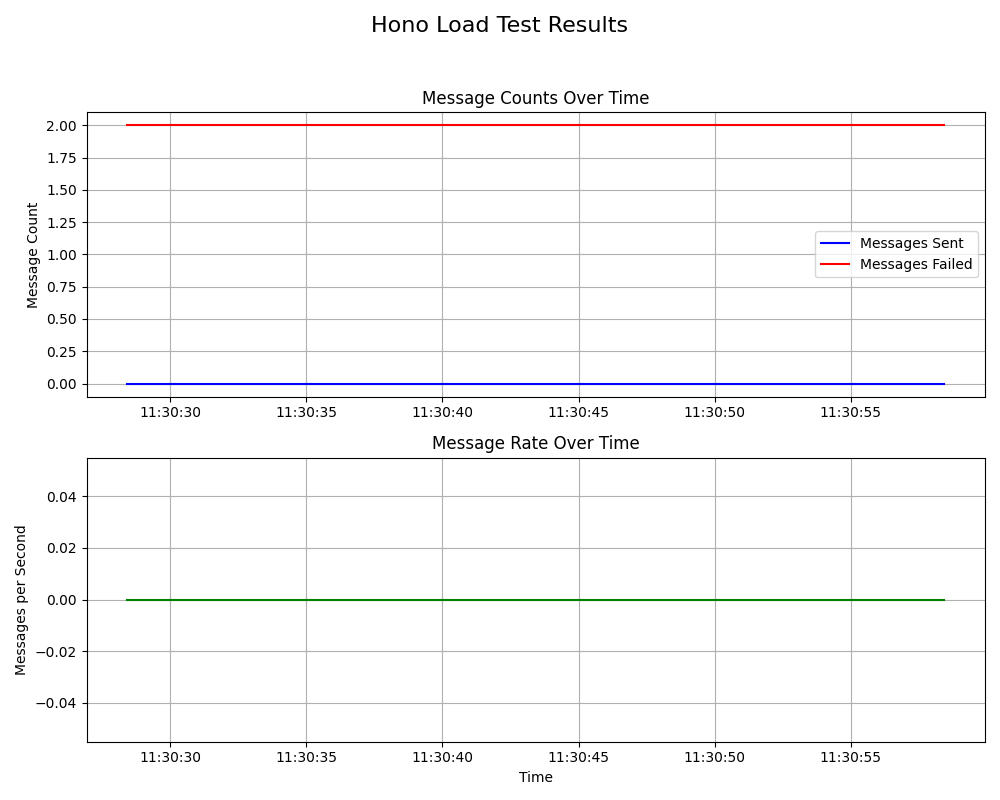 Hono Load Test Results
Message Counts Over Time
Message Count
2.00
1.75
1.50
1.25
1.00
0.75
0.50
0.25
0.00
Messages Sent
Messages Failed
11:30:30 11:30:35 11:30:40 11:30:45 11:30:50 11:30:55
Message Rate Over Time
Messages per Second
0.04
0.02
0.00
−0.02
−0.04
11:30:30 11:30:35 11:30:40 11:30:45 11:30:50 11:30:55
Time